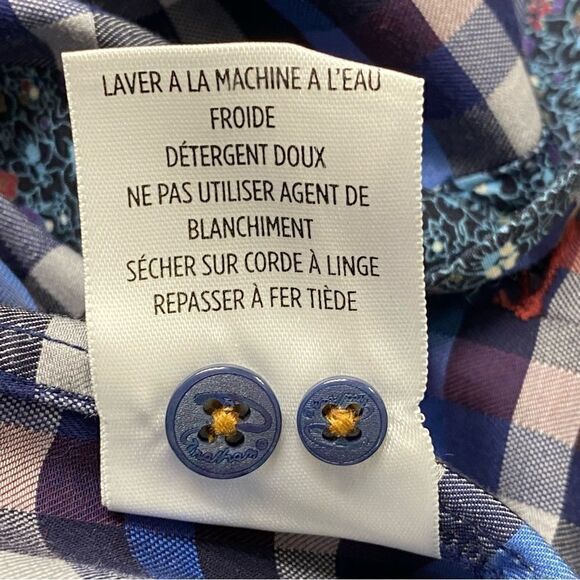 LAVER A LA MACHINE A L'EAU
FROIDE
DÉTERGENT DOUX
NE PAS UTILISER AGENT DE
BLANCHIMENT
SÉCHER SUR CORDE À LINGE
REPASSER À FER TIÈDE